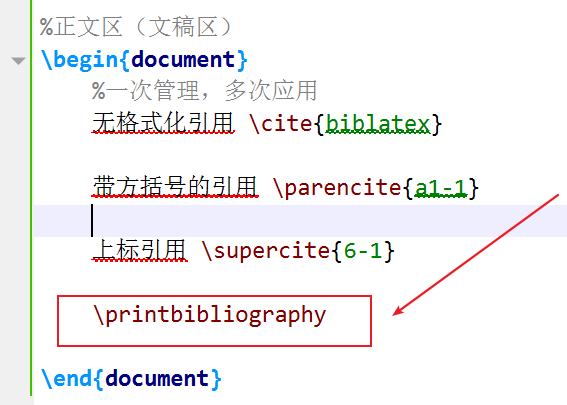 %正文区（文稿区）
\begin{document}
%一次管理，多次应用
无格式化引用 \cite{biblatex}
带方括号的引用 \parencite{a1-1}
上标引用 \supercite{6-1}
\printbibliography
\end{document}